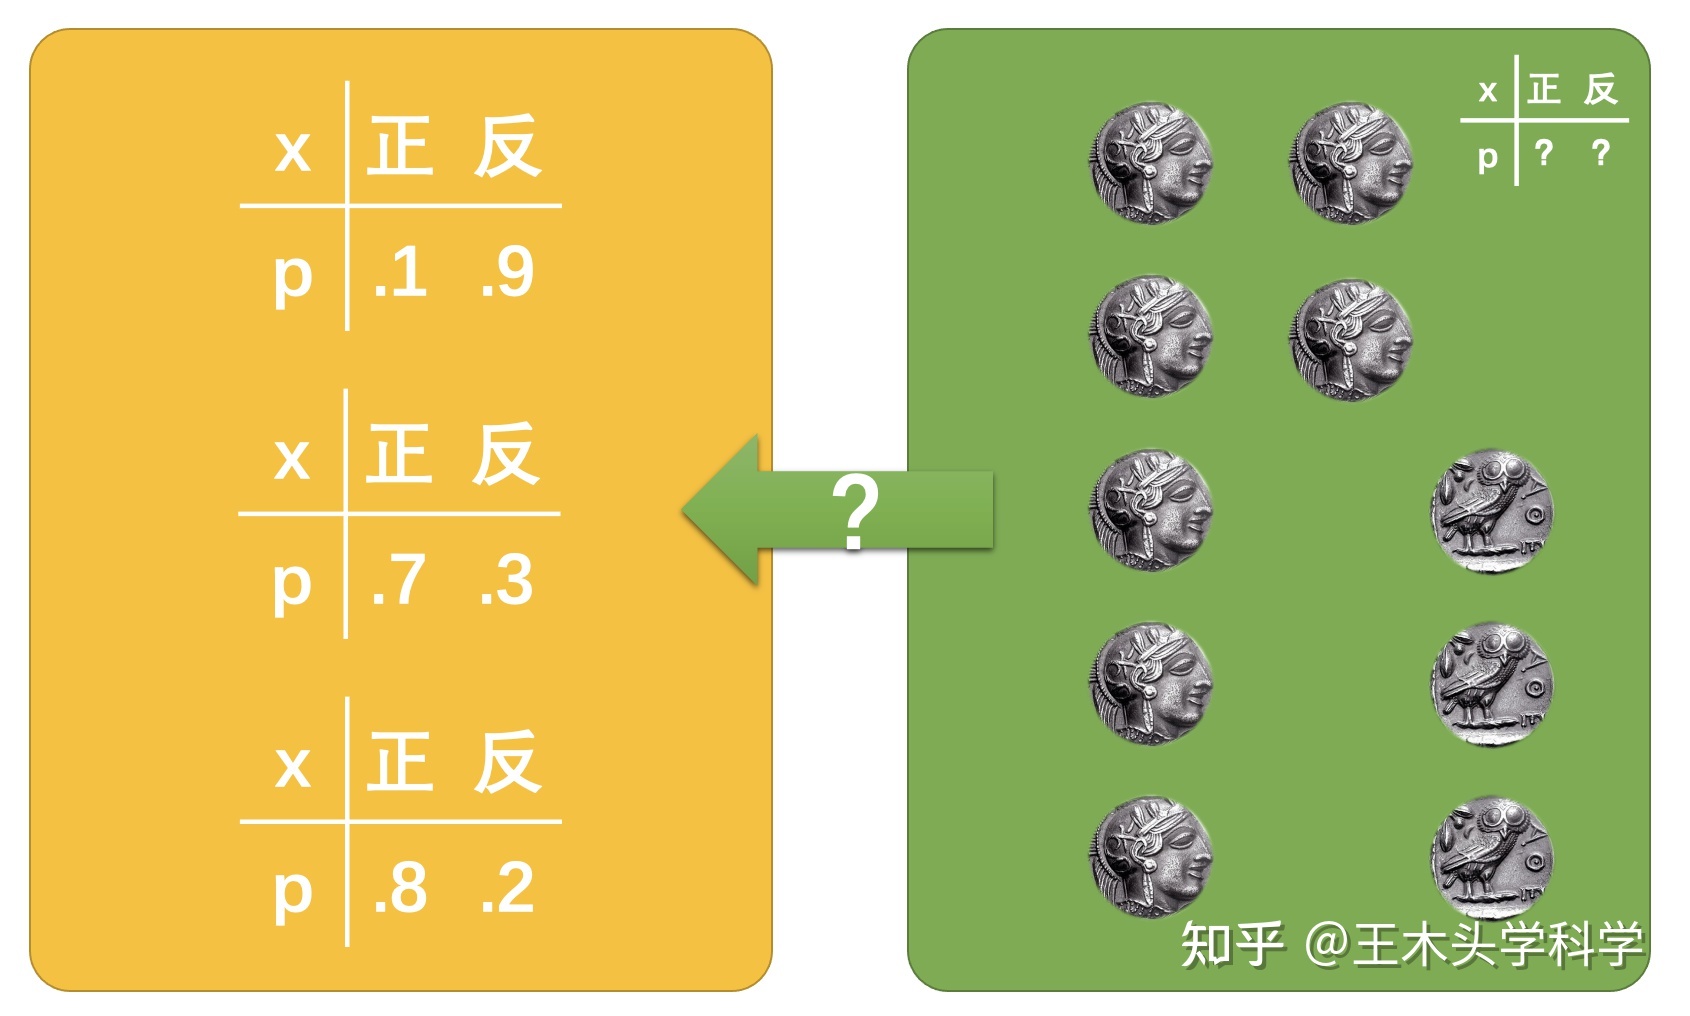 x 正 反
p .1 .9
x 正 反
p .7 .3
x 正 反
p .8 .2
?
x 正 反
p ? ?
知乎 @王木头学科学